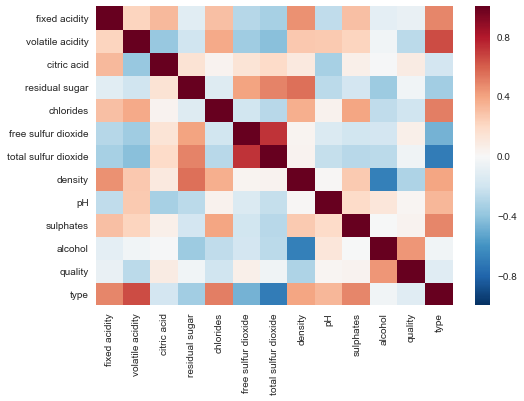 fixed acidity
volatile acidity
citric acid
residual sugar
chlorides
free sulfur dioxide
total sulfur dioxide
density
pH
sulphates
alcohol
quality
type
fixed acidity
volatile acidity
citric acid
residual sugar
chlorides
free sulfur dioxide
total sulfur dioxide
density
pH
sulphates
alcohol
quality
type
0.8
0.4
0.0
−0.4
−0.8